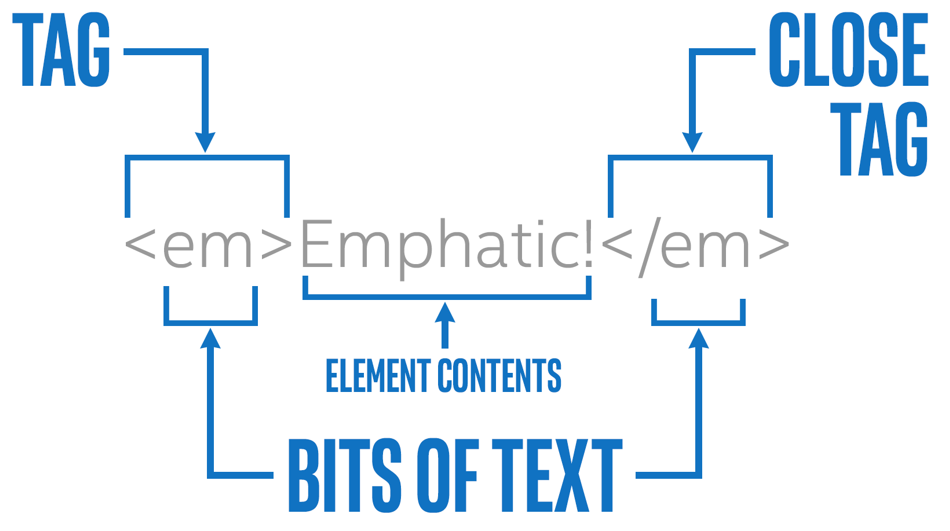 TAG
CLOSE
TAG
<em>Emphatic!</em>
ELEMENT CONTENTS
BITS OF TEXT